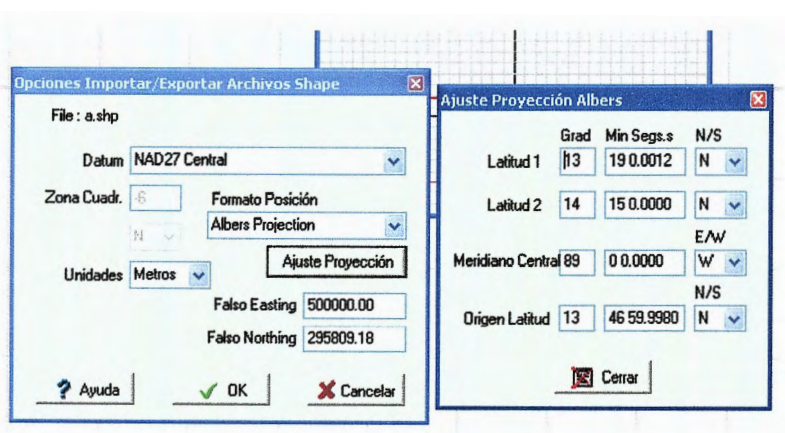 Opciones Importar/Exportar Archivos Shape
File : a.shp
Datum NAD27 Central
Zona Cuadr. -6 Formato Posición
N Albers Projection
Ajuste Proyección
Unidades Metros
Falso Easting 500000.00
Falso Northing 295809.18
? Ayuda OK Cancelar
Ajuste Proyección Albers
Grad Min Segs.s N/S
Latitud 1 13 19 0.0012 N
Latitud 2 14 15 0.0000 N
E/W
Meridiano Central 89 0 0.0000 W
N/S
Origen Latitud 13 46 59.9980 N
Cerrar